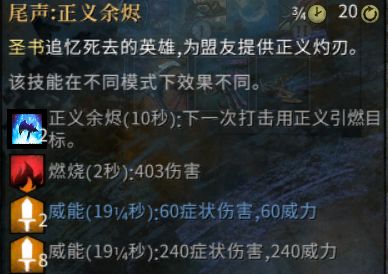 尾声:正义余烬 ¾ 20
圣书追忆死去的英雄,为盟友提供正义灼刃。
该技能在不同模式下效果不同。
2 正义余烬(10秒):下一次打击用正义引燃目
标。
燃烧(2秒):403伤害
2 威能(19¼秒):60症状伤害,60威力
8 威能(19¼秒):240症状伤害,240威力